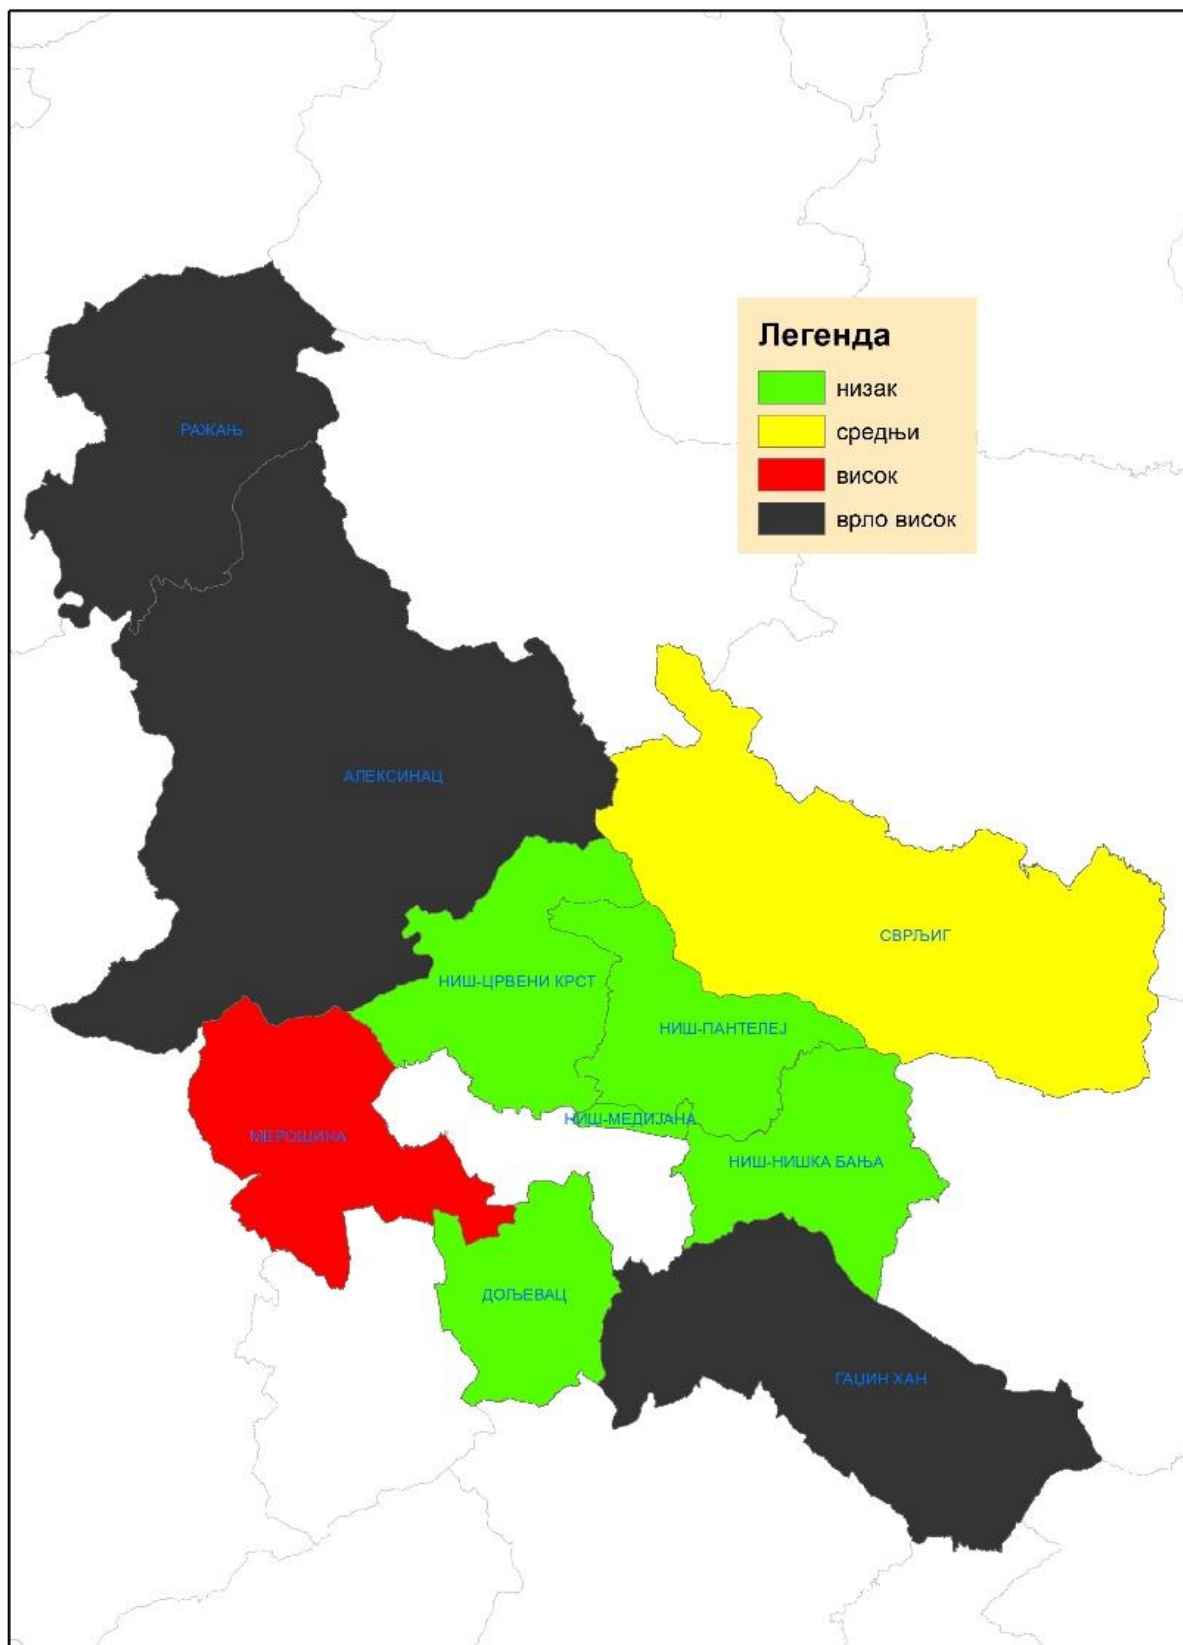 Легенда
низак
средњи
висок
врло висок
РАЖАЊ
АЛЕКСИНАЦ
СВРЉИГ
НИШ-ЦРВЕНИ КРСТ
НИШ-ПАНТЕЛЕЈ
НИШ-МЕДИЈАНА
МЕРОШИНА
НИШ-НИШКА БАЊА
ДОЉЕВАЦ
ГАЏИН ХАН